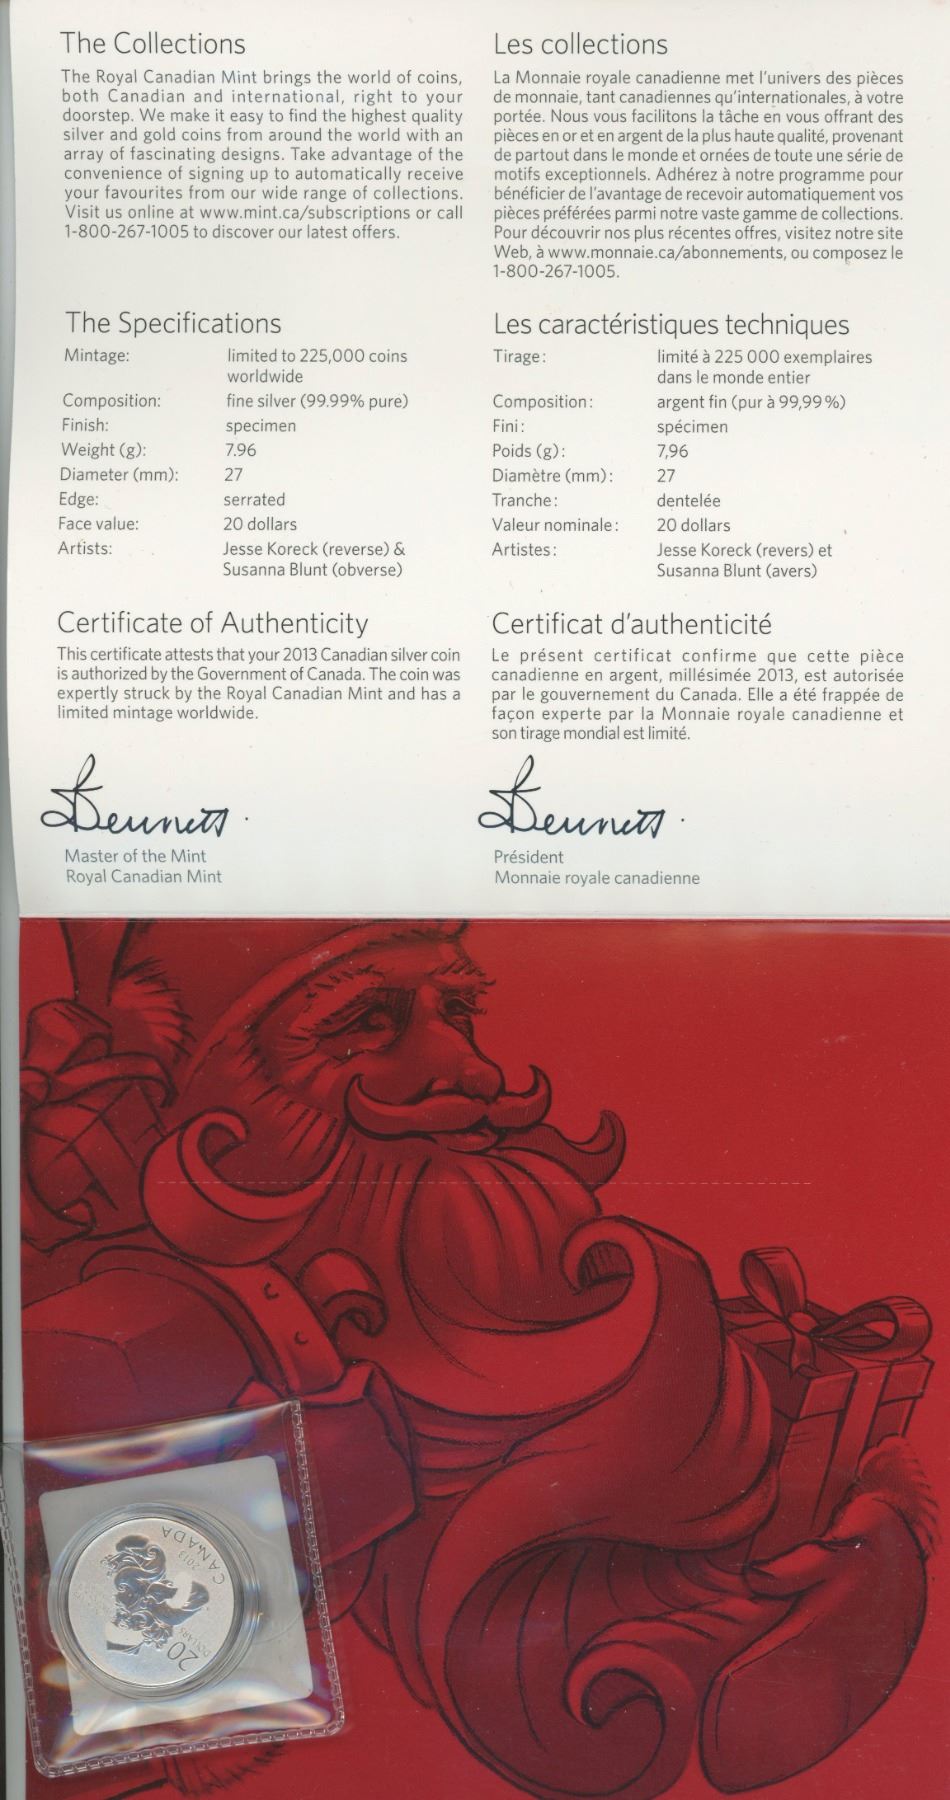 The Collections
The Royal Canadian Mint brings the world of coins,
both Canadian and international, right to your
doorstep. We make it easy to find the highest quality
silver and gold coins from around the world with an
array of fascinating designs. Take advantage of the
convenience of signing up to automatically receive
your favourites from our wide range of collections.
Visit us online at www.mint.ca/subscriptions or call
1-800-267-1005 to discover our latest offers.
The Specifications
Mintage: limited to 225,000 coins
worldwide
Composition: fine silver (99.99% pure)
Finish: specimen
Weight (g): 7.96
Diameter (mm): 27
Edge: serrated
Face value: 20 dollars
Artists: Jesse Koreck (reverse) &
Susanna Blunt (obverse)
Certificate of Authenticity
This certificate attests that your 2013 Canadian silver coin
is authorized by the Government of Canada. The coin was
expertly struck by the Royal Canadian Mint and has a
limited mintage worldwide.
Bennett
Master of the Mint
Royal Canadian Mint
Les collections
La Monnaie royale canadienne met l'univers des pièces
de monnaie, tant canadiennes qu'internationales, à votre
portée. Nous vous facilitons la tâche en vous offrant des
pièces en or et en argent de la plus haute qualité, provenant
de partout dans le monde et ornées de toute une série de
motifs exceptionnels. Adhérez à notre programme pour
bénéficier de l'avantage de recevoir automatiquement vos
pièces préférées parmi notre vaste gamme de collections.
Pour découvrir nos plus récentes offres, visitez notre site
Web, à www.monnaie.ca/abonnements, ou composez le
1-800-267-1005.
Les caractéristiques techniques
Tirage: limité à 225 000 exemplaires
dans le monde entier
Composition: argent fin (pur à 99,99%)
Fini: spécimen
Poids (g): 7,96
Diamètre (mm): 27
Tranche: dentelée
Valeur nominale: 20 dollars
Artistes: Jesse Koreck (revers) et
Susanna Blunt (avers)
Certificat d'authenticité
Le présent certificat confirme que cette pièce
canadienne en argent, millésimée 2013, est autorisée
par le gouvernement du Canada. Elle a été frappée de
façon experte par la Monnaie royale canadienne et
son tirage mondial est limité.
Bennett
Président
Monnaie royale canadienne
CANADA
2013
20
DOLLARS